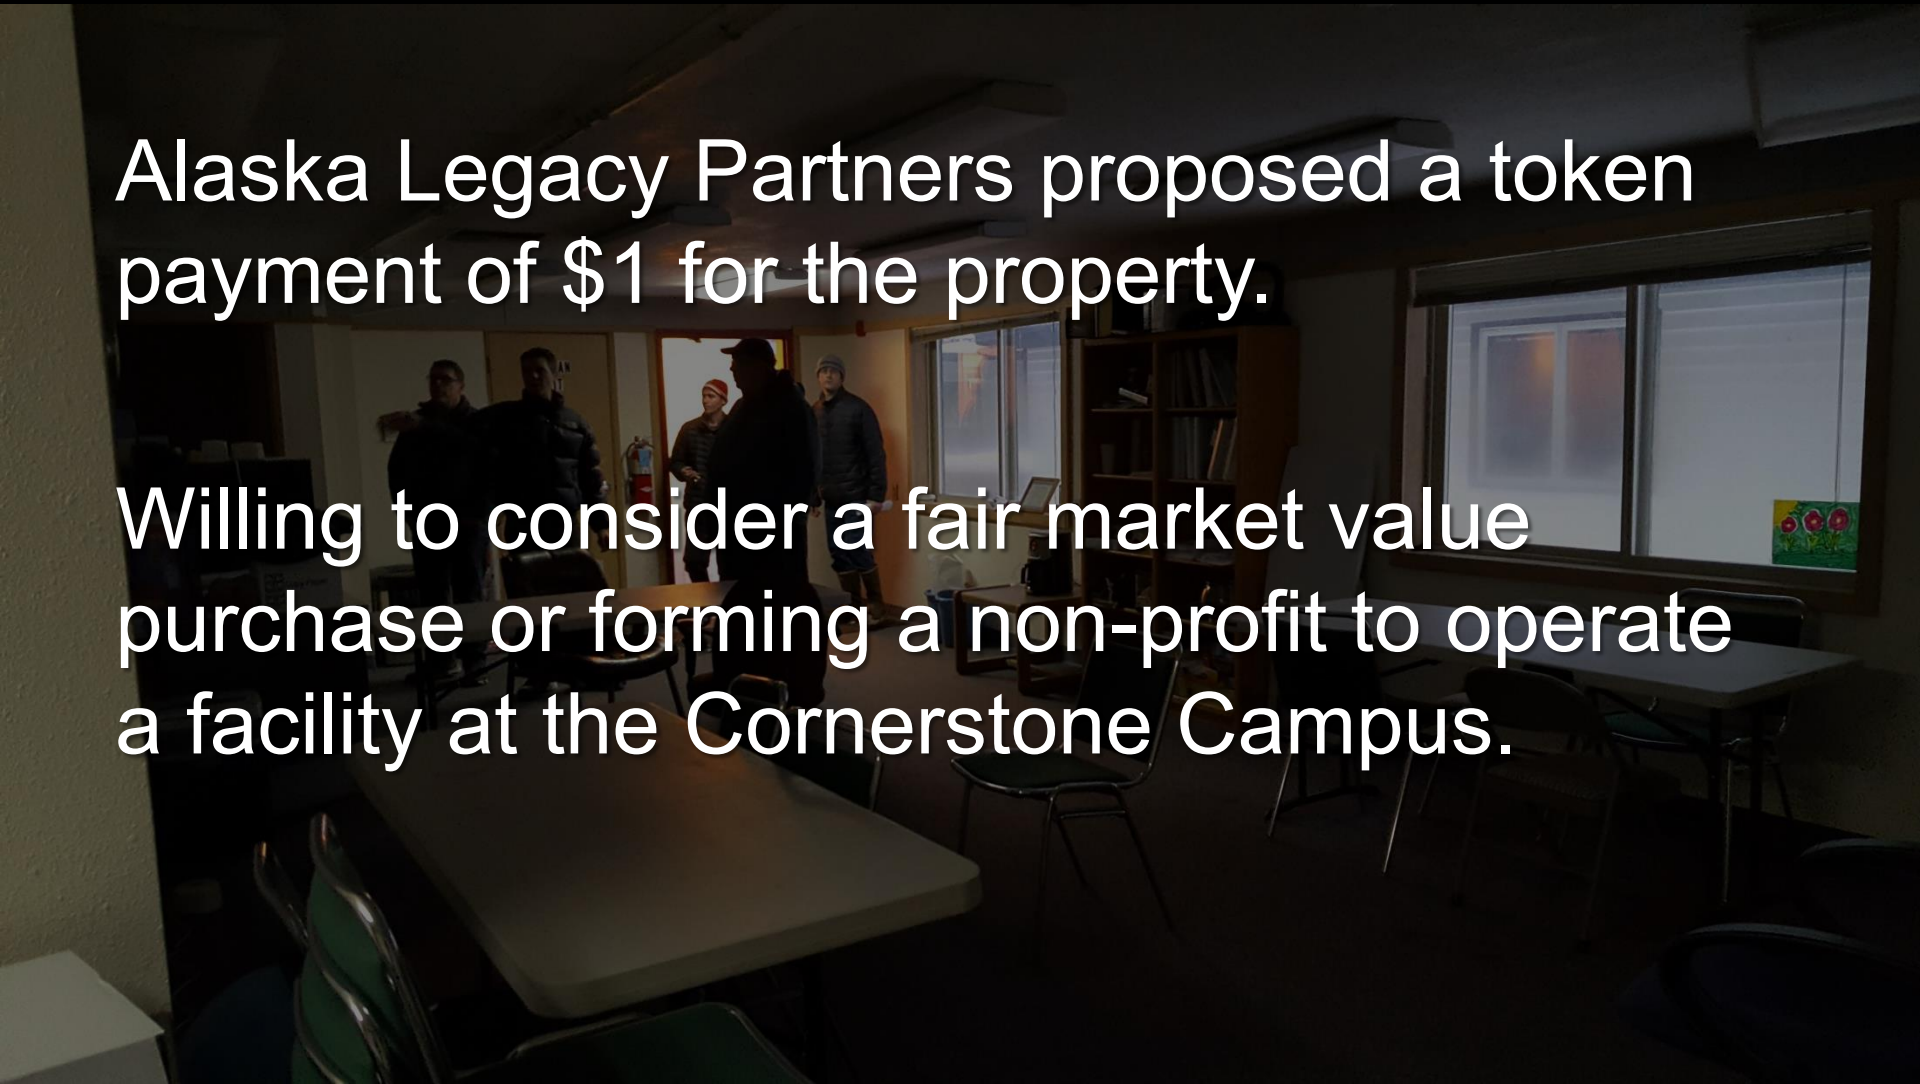 Alaska Legacy Partners proposed a token
payment of $1 for the property.
Willing to consider a fair market value
purchase or forming a non-profit to operate
a facility at the Cornerstone Campus.